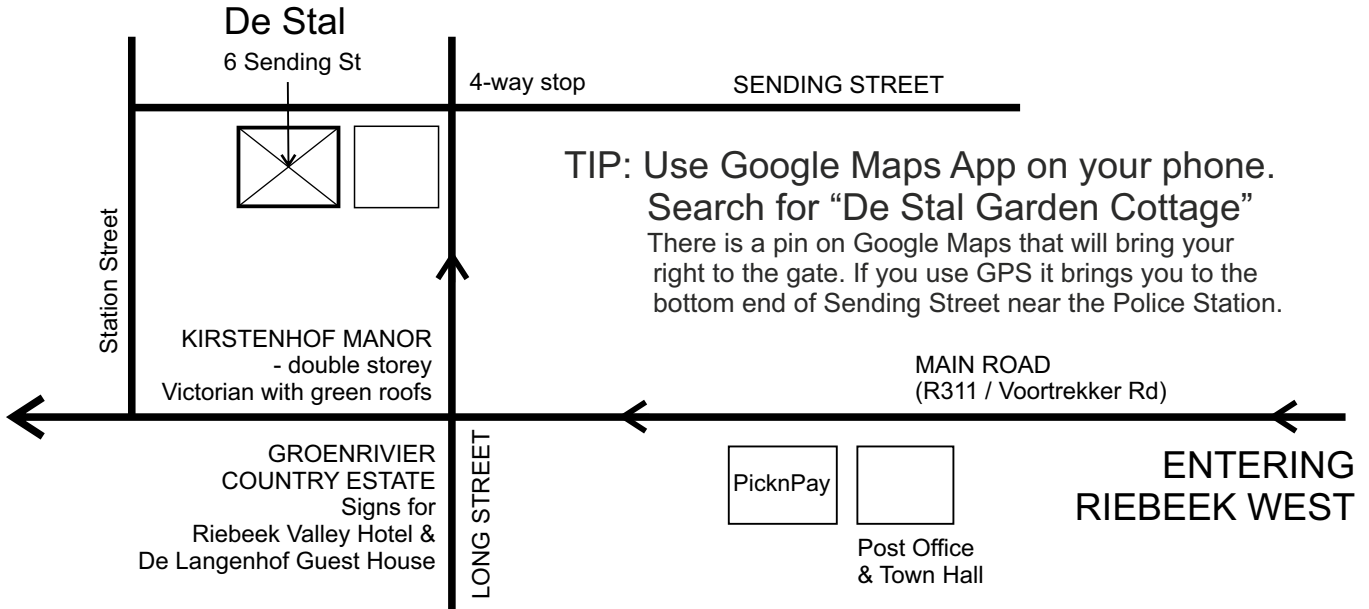 De Stal
6 Sending St
4-way stop
SENDING STREET
TIP: Use Google Maps App on your phone.
Search for “De Stal Garden Cottage”
There is a pin on Google Maps that will bring your
right to the gate. If you use GPS it brings you to the
bottom end of Sending Street near the Police Station.
Station Street
KIRSTENHOF MANOR
- double storey
Victorian with green roofs
MAIN ROAD
(R311 / Voortrekker Rd)
GROENRIVIER
COUNTRY ESTATE
Signs for
Riebeek Valley Hotel &
De Langenhof Guest House
LONG STREET
PicknPay
Post Office
& Town Hall
ENTERING
RIEBEEK WEST